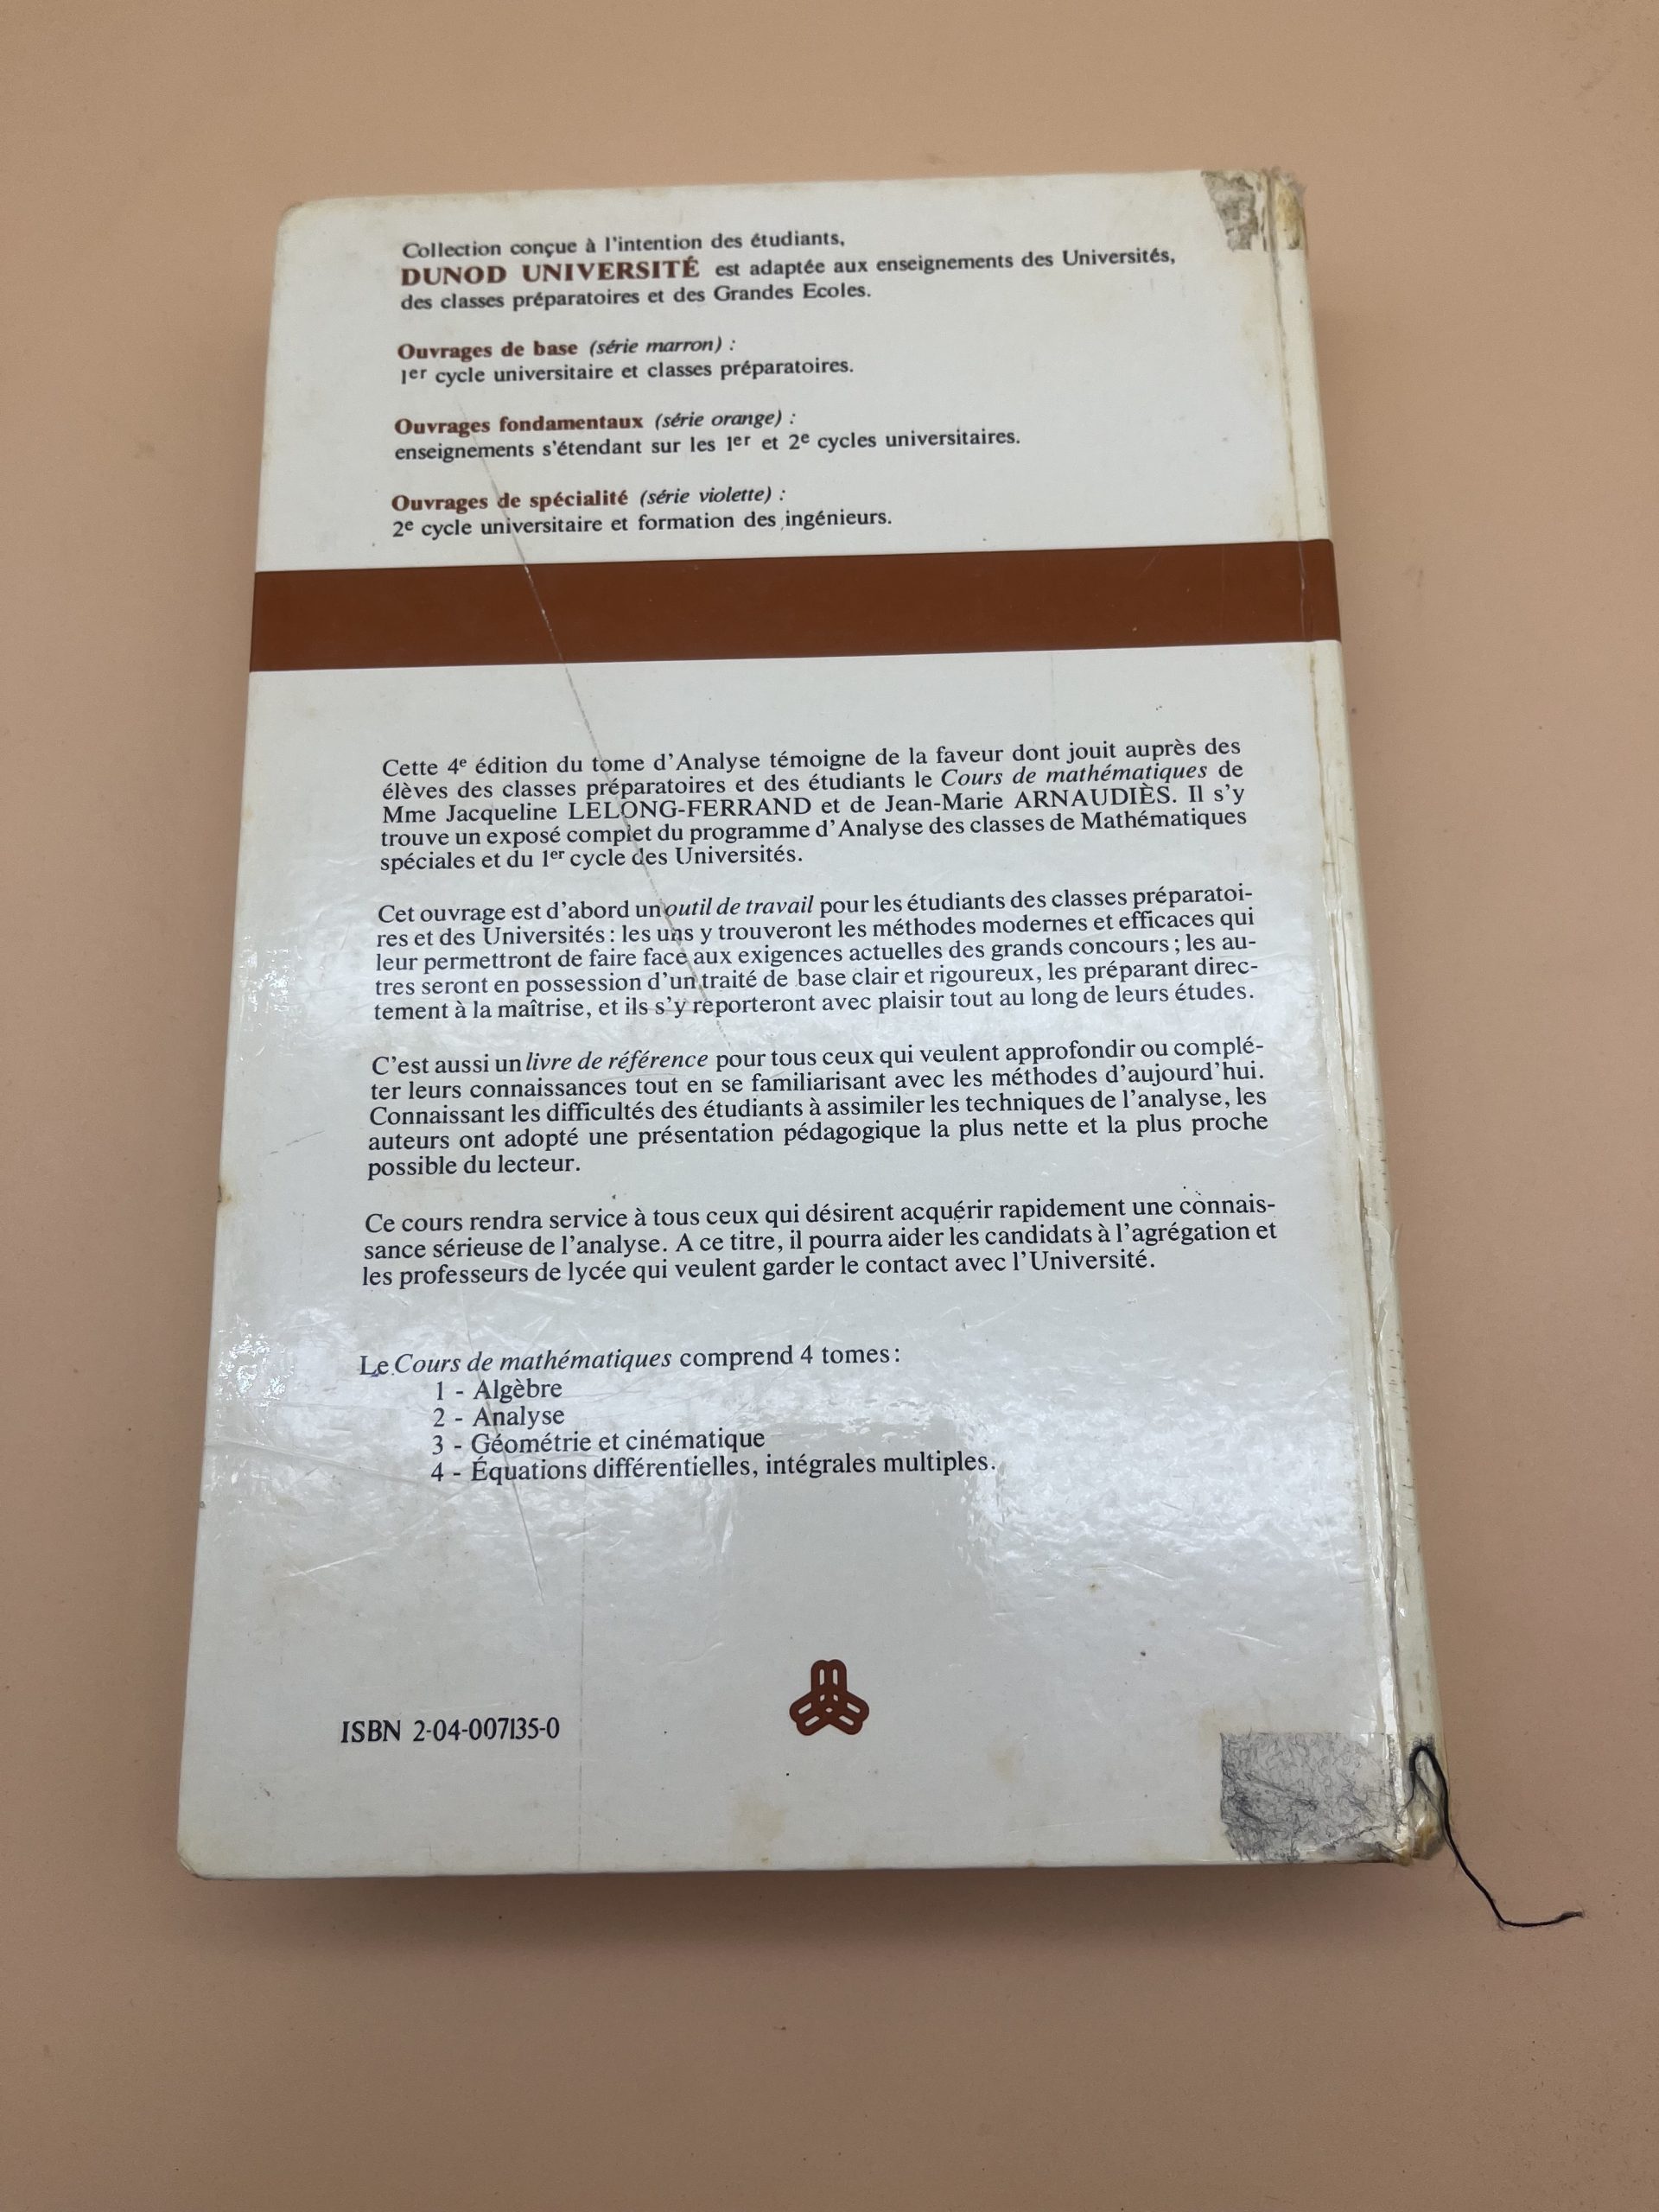 Collection conçue à l'intention des étudiants,
DUNOD UNIVERSITÉ est adaptée aux enseignements des Universités,
des classes préparatoires et des Grandes Ecoles.
Ouvrages de base (série marron) :
1er cycle universitaire et classes préparatoires.
Ouvrages fondamentaux (série orange) :
enseignements s'étendant sur les 1er et 2e cycles universitaires.
Ouvrages de spécialité (série violette) :
2e cycle universitaire et formation des ingénieurs.
Cette 4e édition du tome d'Analyse témoigne de la faveur dont jouit auprès des
élèves des classes préparatoires et des étudiants le Cours de mathématiques de
Mme Jacqueline LELONG-FERRAND et de Jean-Marie ARNAUDIÈS. Il s'y
trouve un exposé complet du programme d'Analyse des classes de Mathématiques
spéciales et du 1er cycle des Universités.
Cet ouvrage est d'abord un outil de travail pour les étudiants des classes préparatoi-
res et des Universités : les uns y trouveront les méthodes modernes et efficaces qui
leur permettront de faire face aux exigences actuelles des grands concours ; les au-
tres seront en possession d'un traité de base clair et rigoureux, les préparant direc-
tement à la maîtrise, et ils s'y reporteront avec plaisir tout au long de leurs études.
C'est aussi un livre de référence pour tous ceux qui veulent approfondir ou complé-
ter leurs connaissances tout en se familiarisant avec les méthodes d'aujourd'hui.
Connaissant les difficultés des étudiants à assimiler les techniques de l'analyse, les
auteurs ont adopté une présentation pédagogique la plus nette et la plus proche
possible du lecteur.
Ce cours rendra service à tous ceux qui désirent acquérir rapidement une connais-
sance sérieuse de l'analyse. A ce titre, il pourra aider les candidats à l'agrégation et
les professeurs de lycée qui veulent garder le contact avec l'Université.
Le Cours de mathématiques comprend 4 tomes :
1 - Algèbre
2 - Analyse
3 - Géométrie et cinématique
4 - Équations différentielles, intégrales multiples.
ISBN 2-04-007135-0